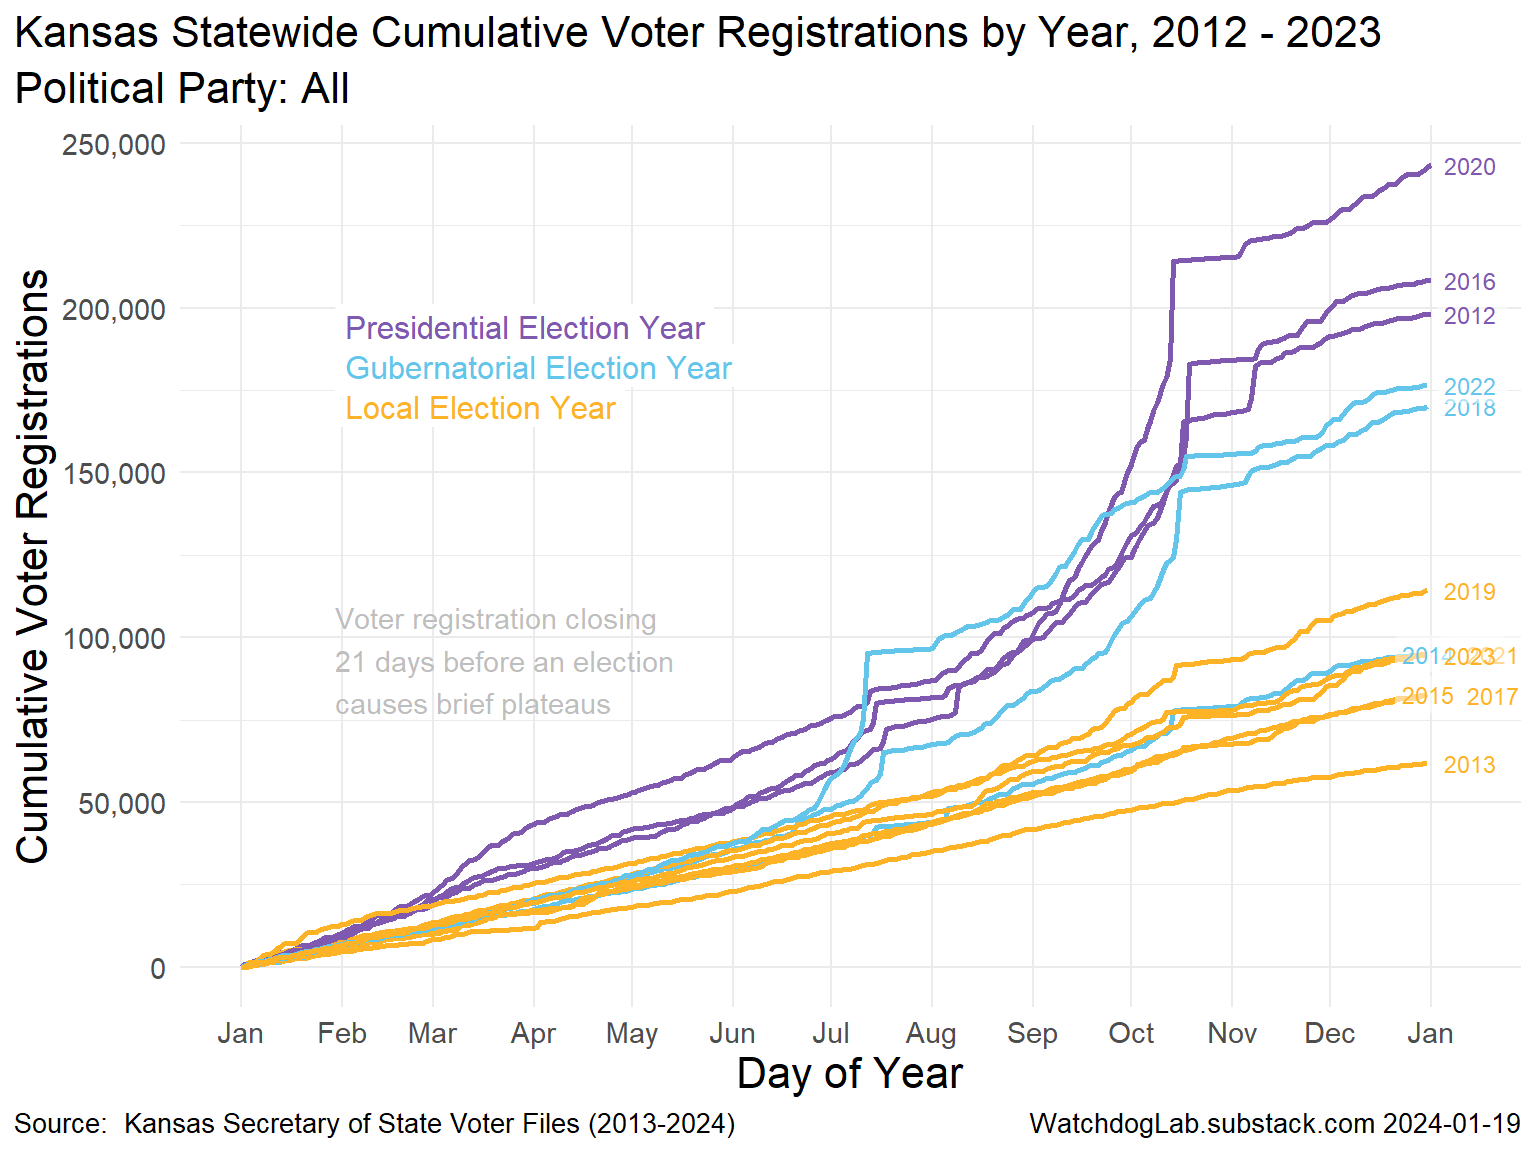 Kansas Statewide Cumulative Voter Registrations by Year, 2012 - 2023
Political Party: All
Cumulative Voter Registrations
250,000
200,000
150,000
100,000
50,000
0
Presidential Election Year
Gubernatorial Election Year
Local Election Year
Voter registration closing
21 days before an election
causes brief plateaus
2020
2016
2012
2022
2018
2019
2014 2023 2021
2015 2017
2013
Jan Feb Mar Apr May Jun Jul Aug Sep Oct Nov Dec Jan
Day of Year
Source:  Kansas Secretary of State Voter Files (2013-2024)
WatchdogLab.substack.com 2024-01-19